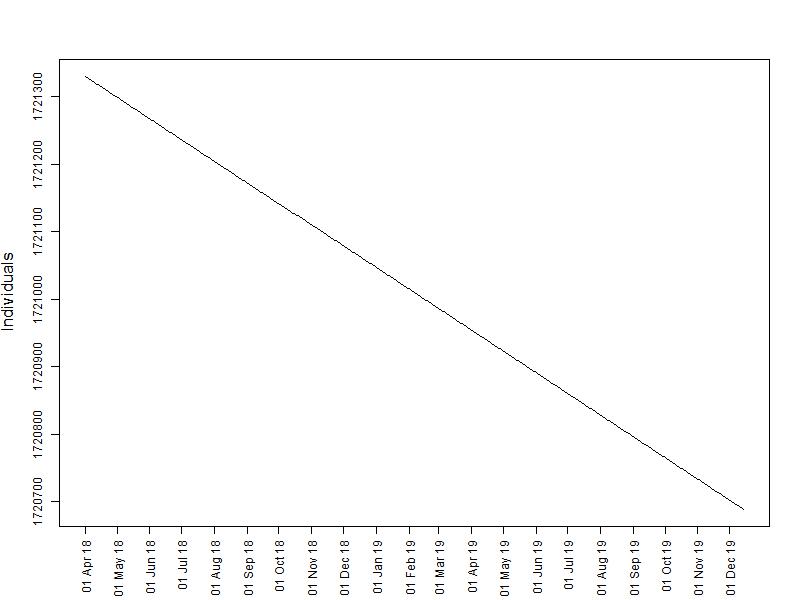 Individuals
1721300
1721200
1721100
1721000
1720900
1720800
1720700
01 Apr 18
01 May 18
01 Jun 18
01 Jul 18
01 Aug 18
01 Sep 18
01 Oct 18
01 Nov 18
01 Dec 18
01 Jan 19
01 Feb 19
01 Mar 19
01 Apr 19
01 May 19
01 Jun 19
01 Jul 19
01 Aug 19
01 Sep 19
01 Oct 19
01 Nov 19
01 Dec 19